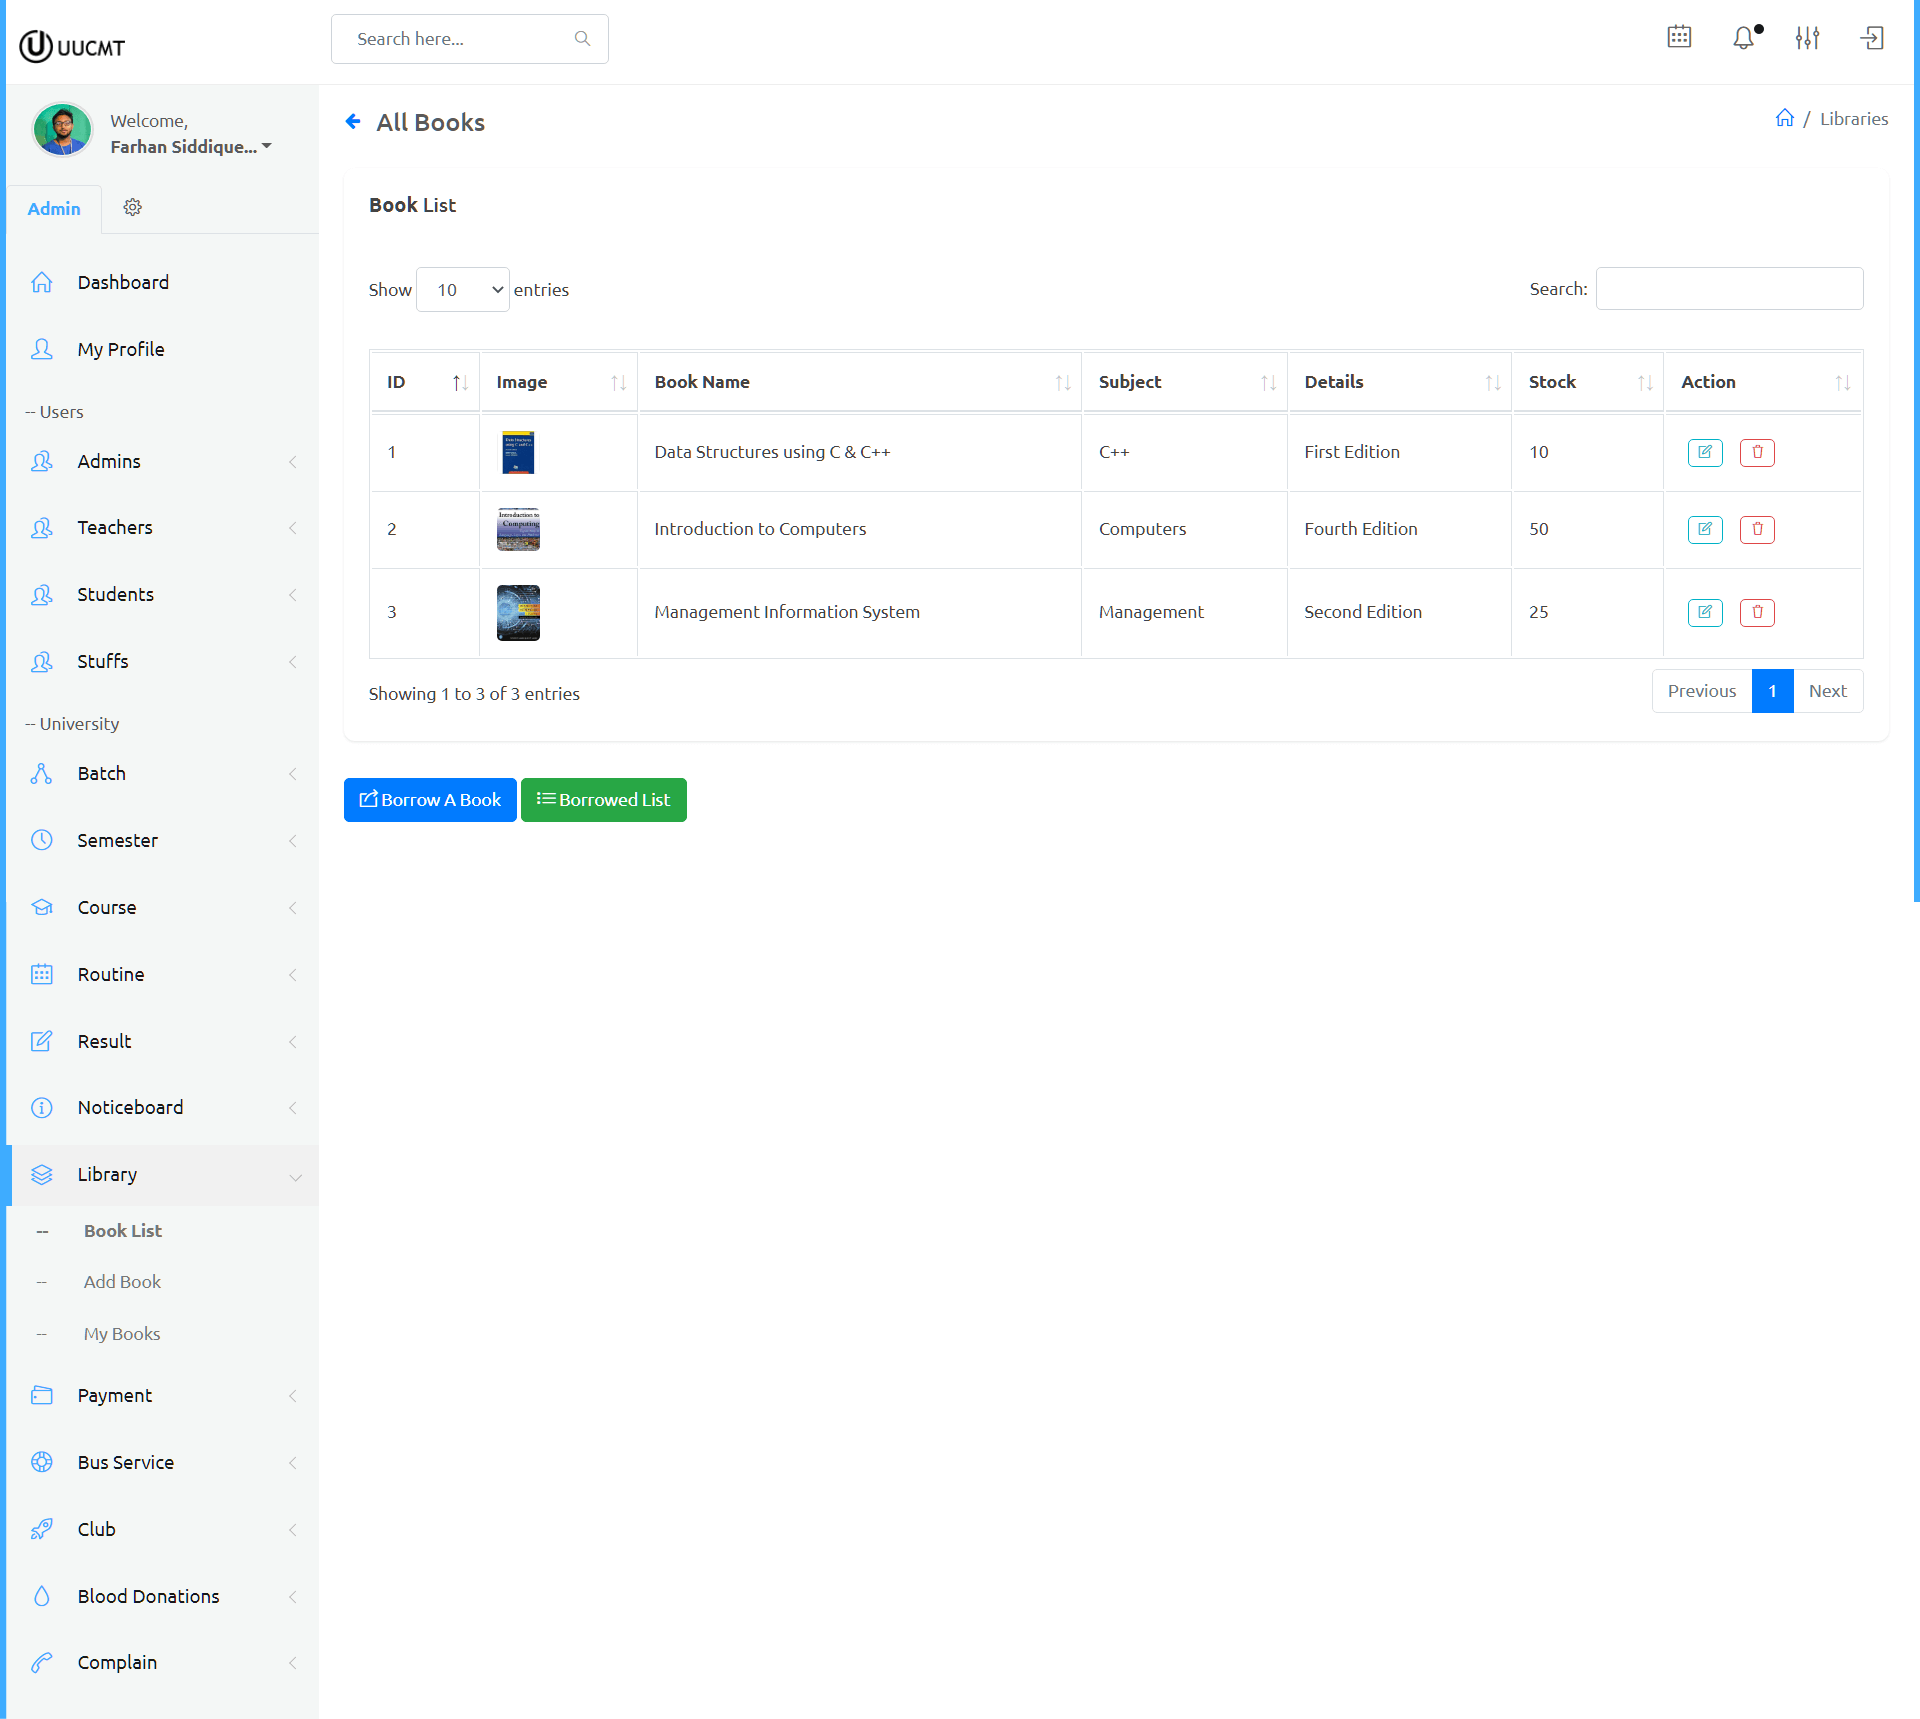 UUCMT
Search here...
Welcome,
Farhan Siddique...
Admin
Dashboard
My Profile
-- Users
Admins
Teachers
Students
Stuffs
-- University
Batch
Semester
Course
Routine
Result
Noticeboard
Library
-- Book List
-- Add Book
-- My Books
Payment
Bus Service
Club
Blood Donations
Complain
All Books
/ Libraries
Book List
Show 10 entries
Search:
ID Image Book Name Subject Details Stock Action
1 Data Structures using C & C++ C++ First Edition 10
2 Introduction to Computing Introduction to Computers Computers Fourth Edition 50
3 Management Information System Management Second Edition 25
Showing 1 to 3 of 3 entries
Previous 1 Next
Borrow A Book Borrowed List